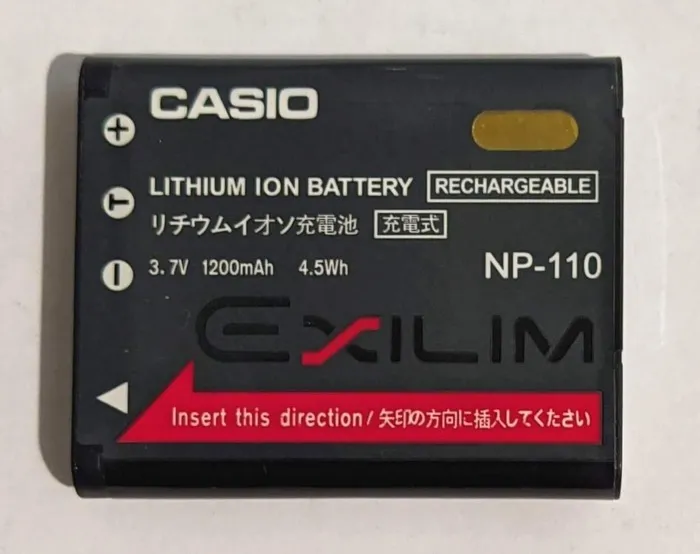 CASIO
+
LITHIUM ION BATTERY RECHARGEABLE
T
リチウムイオソ充電池 充電式
−
3.7V 1200mAh 4.5Wh
NP-110
EXILIM
Insert this direction/矢印の方向に插入してください